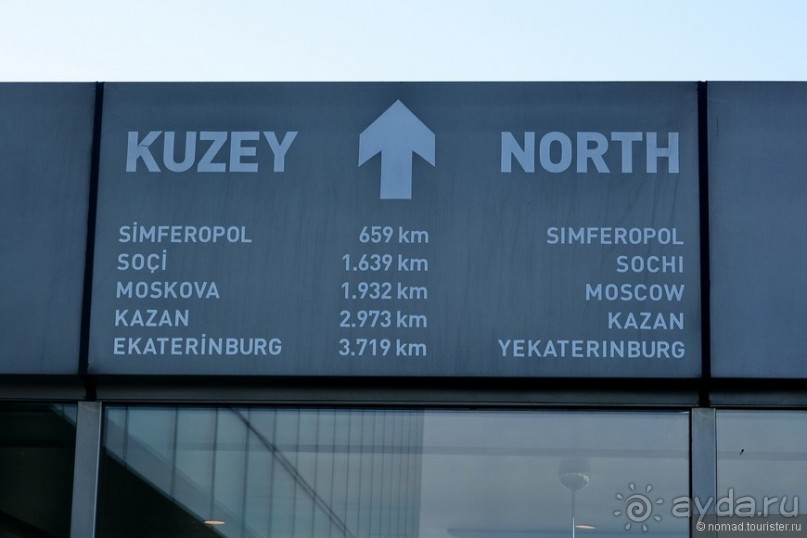 KUZEY NORTH
SİMFEROPOL 659 km SIMFEROPOL
SOÇİ 1.639 km SOCHI
MOSKOVA 1.932 km MOSCOW
KAZAN 2.973 km KAZAN
EKATERİNBURG 3.719 km YEKATERINBURG
ayda.ru
© nomad.tourister.ru